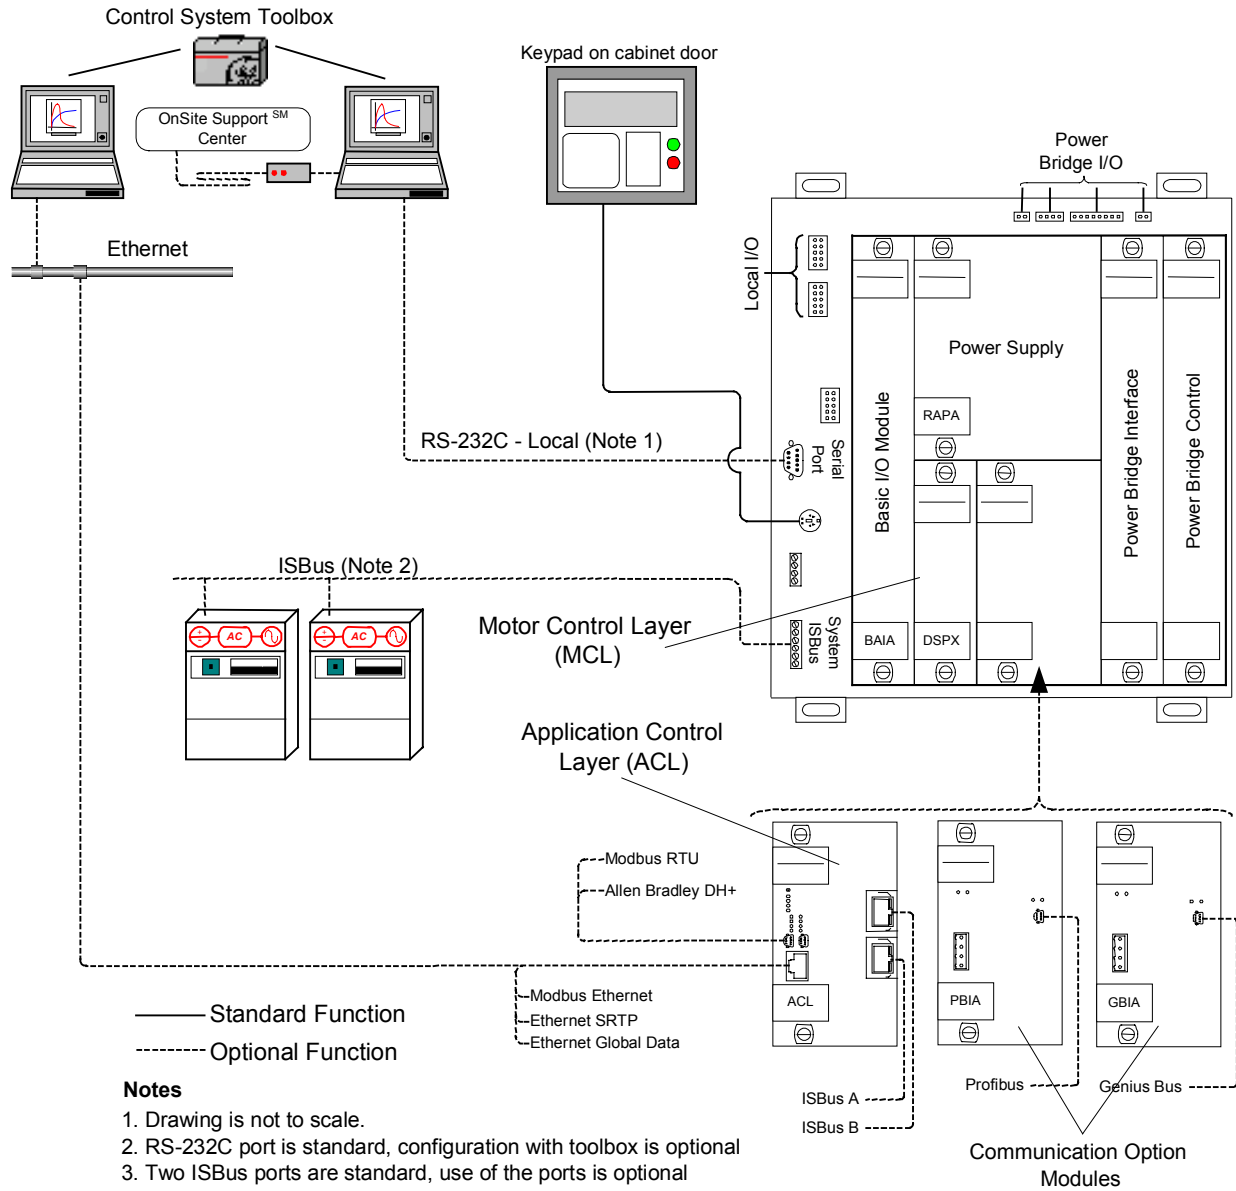 Control System Toolbox
Keypad on cabinet door
OnSite Support SM
Center
Power
Bridge I/O
Ethernet
Local I/O
Power Supply
Basic I/O Module
RAPA
Power Bridge Interface
Power Bridge Control
RS-232C - Local (Note 1)
Serial
Port
ISBus (Note 2)
AC
AC
Motor Control Layer
(MCL)
System
ISBus
BAIA
DSPX
Application Control
Layer (ACL)
Modbus RTU
Allen Bradley DH+
Modbus Ethernet
Ethernet SRTP
Ethernet Global Data
ACL
PBIA
GBIA
Standard Function
Optional Function
Profibus
Genius Bus
ISBus A
ISBus B
Communication Option
Modules
Notes
1. Drawing is not to scale.
2. RS-232C port is standard, configuration with toolbox is optional
3. Two ISBus ports are standard, use of the ports is optional